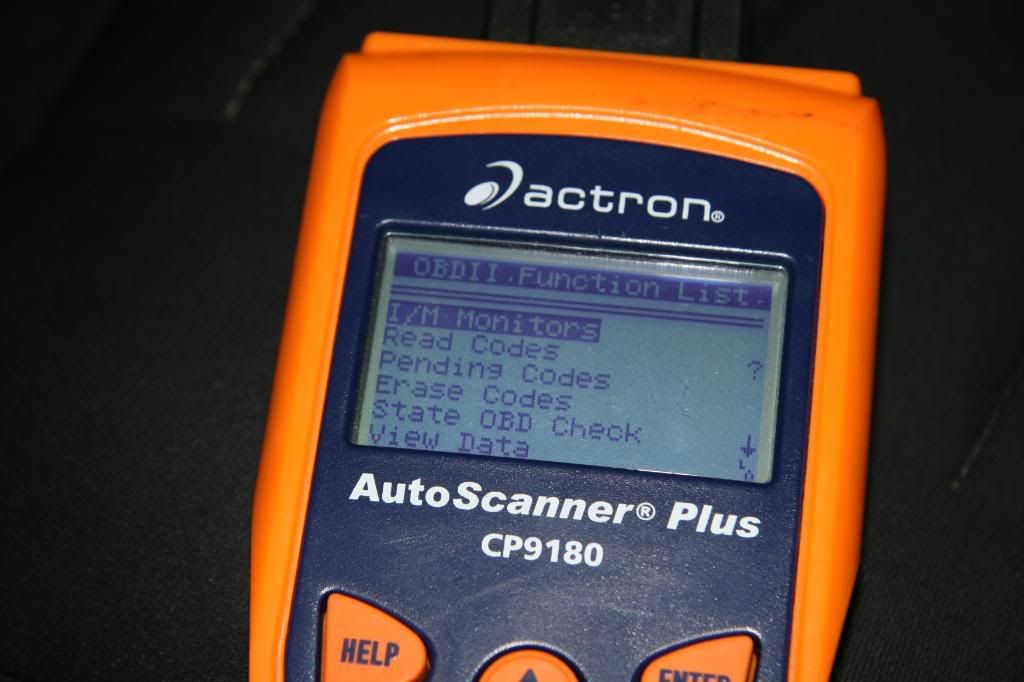 actron®
OBDII Function List
I/M Monitors
Read Codes
Pending Codes ?
Erase Codes
State OBD Check
View Data
AutoScanner® Plus
CP9180
HELP
ENTER